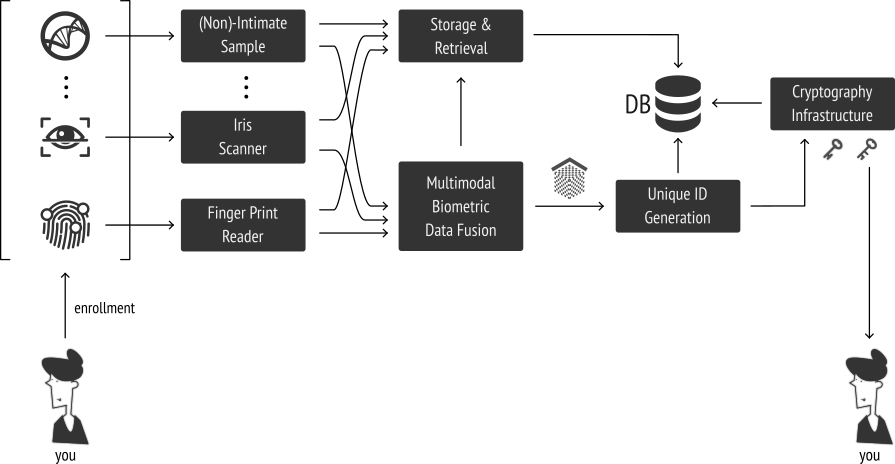 (Non)-Intimate
Sample
Storage &
Retrieval
DB
Cryptography
Infrastructure
Iris
Scanner
Multimodal
Biometric
Data Fusion
Unique ID
Generation
Finger Print
Reader
enrollment
you
you